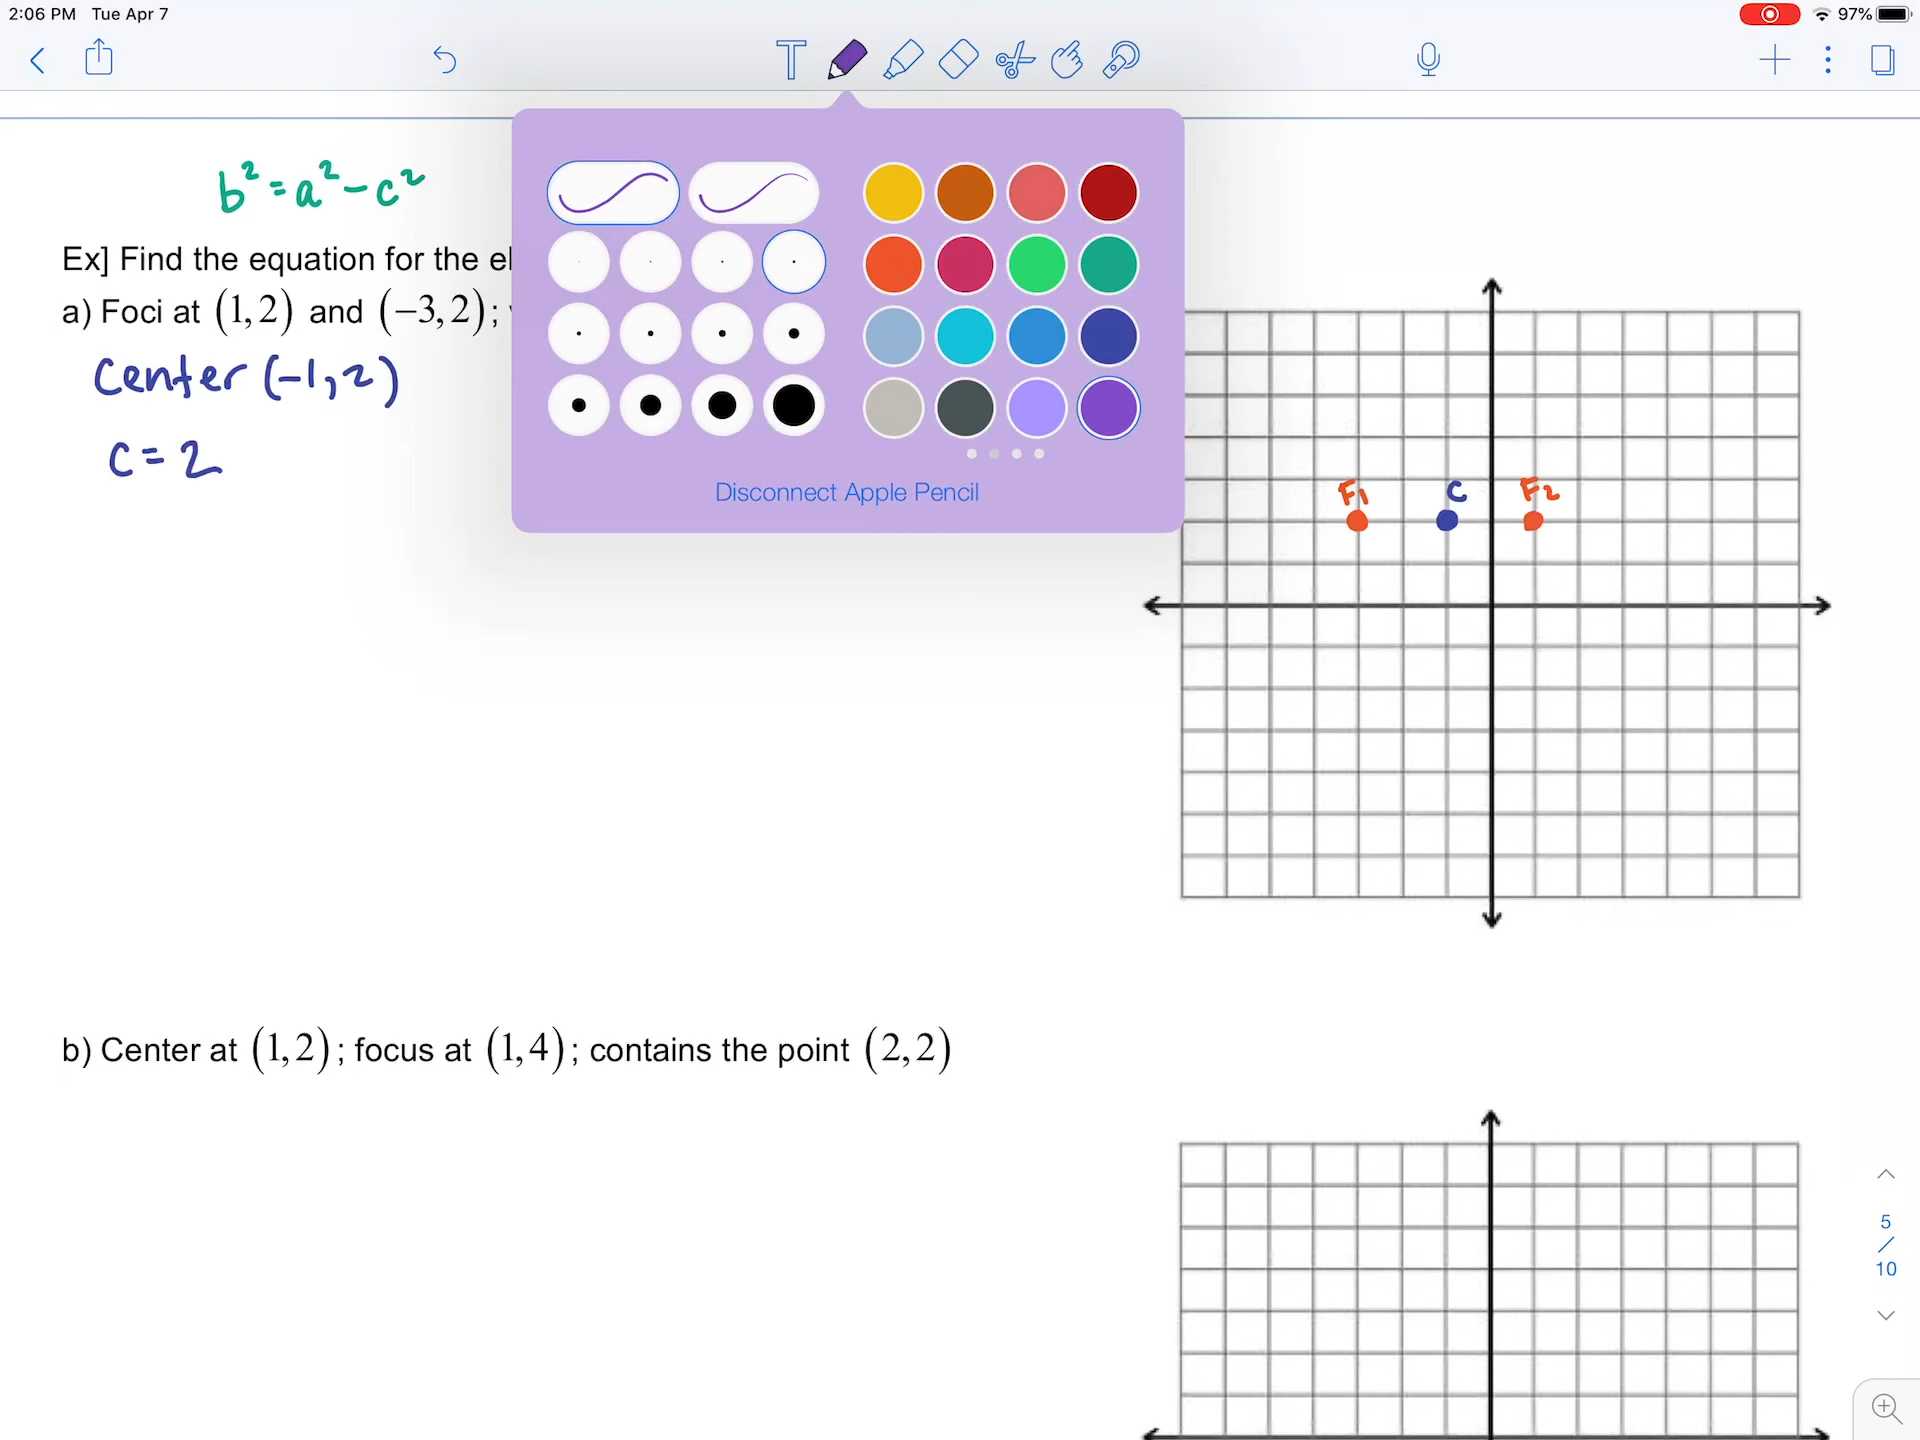 2:06 PM Tue Apr 7
97%
T
b² = a² - c²
Ex] Find the equation for the el
a) Foci at (1,2) and (-3,2);
Center (-1,2)
c = 2
Disconnect Apple Pencil
F1 C F2
b) Center at (1,2); focus at (1,4); contains the point (2,2)
5
/
10